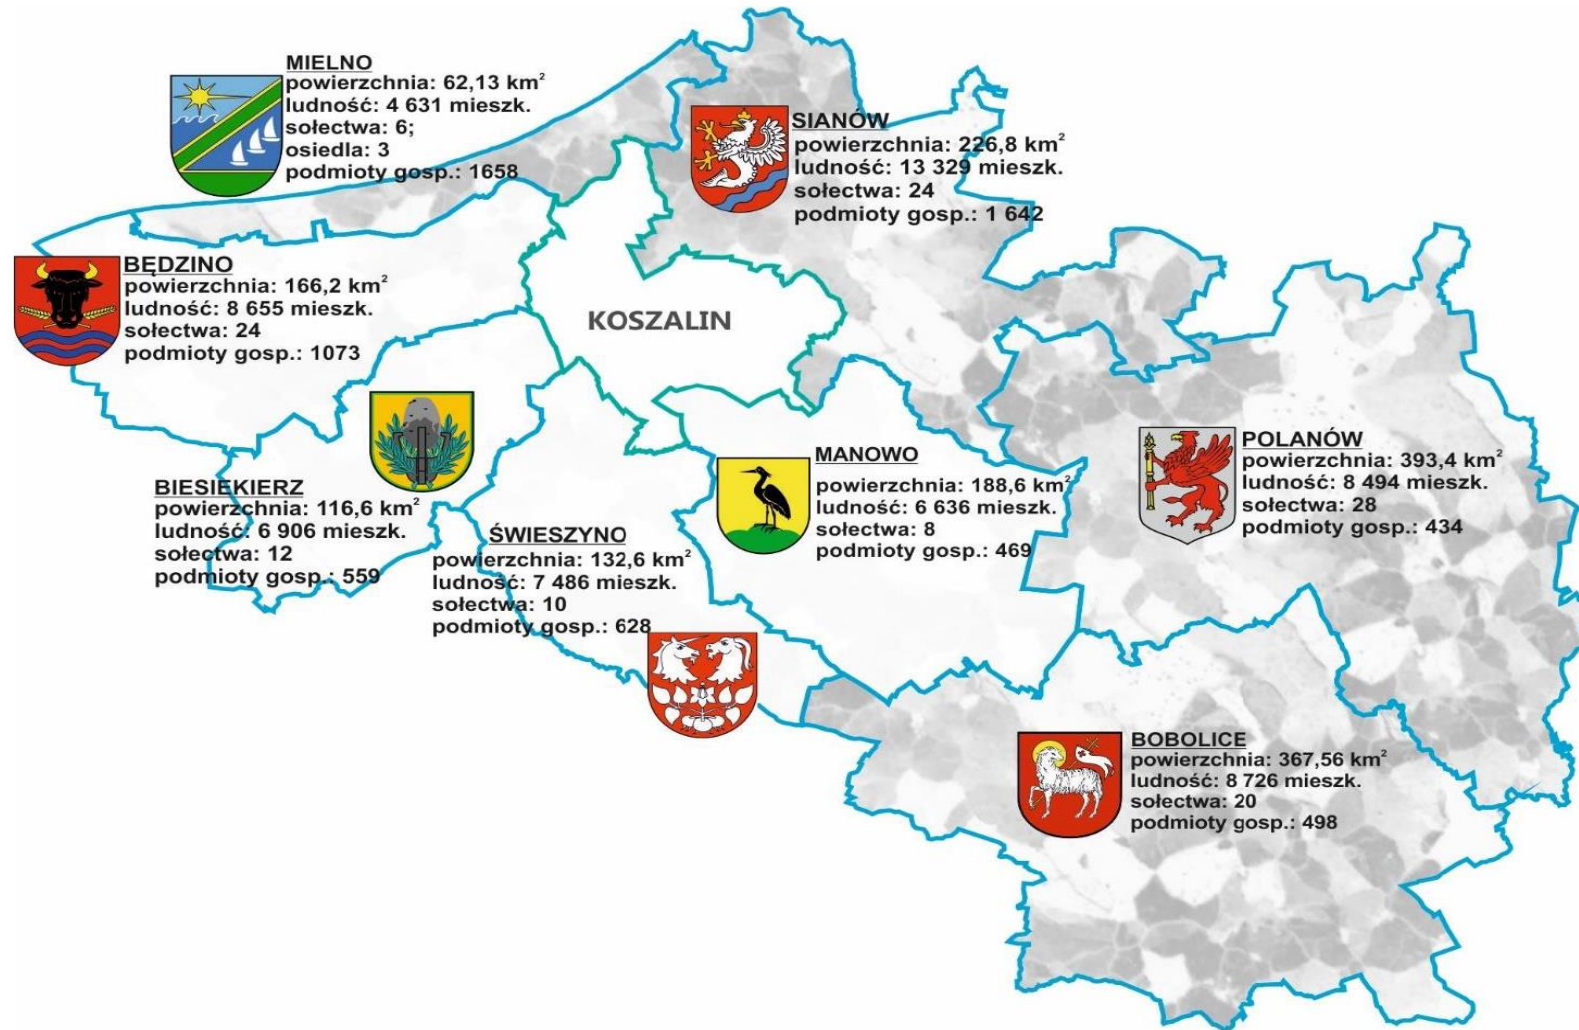 MIELNO
powierzchnia: 62,13 km²
ludność: 4 631 mieszk.
sołectwa: 6;
osiedla: 3
podmioty gosp.: 1658
SIANÓW
powierzchnia: 226,8 km²
ludność: 13 329 mieszk.
sołectwa: 24
podmioty gosp.: 1 642
BĘDZINO
powierzchnia: 166,2 km²
ludność: 8 655 mieszk.
sołectwa: 24
podmioty gosp.: 1073
KOSZALIN
BIESIEKIERZ
powierzchnia: 116,6 km²
ludność: 6 906 mieszk.
sołectwa: 12
podmioty gosp.: 559
ŚWIESZYNO
powierzchnia: 132,6 km²
ludność: 7 486 mieszk.
sołectwa: 10
podmioty gosp.: 628
MANOWO
powierzchnia: 188,6 km²
ludność: 6 636 mieszk.
sołectwa: 8
podmioty gosp.: 469
POLANÓW
powierzchnia: 393,4 km²
ludność: 8 494 mieszk.
sołectwa: 28
podmioty gosp.: 434
BOBOLICE
powierzchnia: 367,56 km²
ludność: 8 726 mieszk.
sołectwa: 20
podmioty gosp.: 498